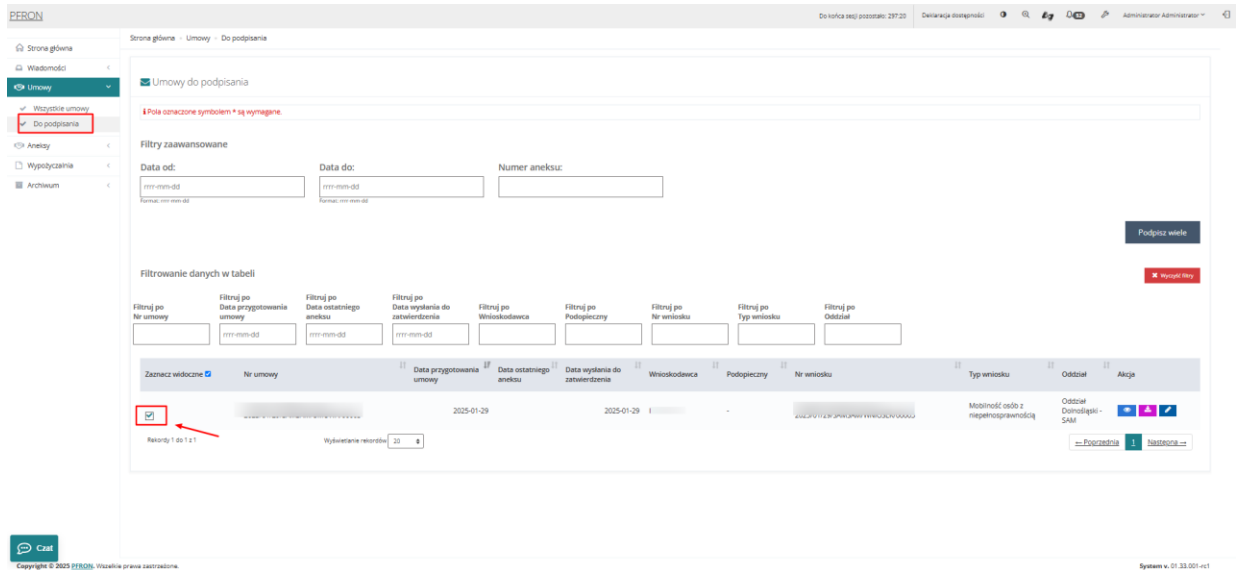 PFRON
Do końca sesji pozostało: 297:20 Deklaracja dostępności 62 Administrator Administrator
Strona główna
Wiadomości
Umowy
Wszystkie umowy
Do podpisania
Aneksy
Wypożyczalnia
Archiwum
Strona główna Umowy Do podpisania
Umowy do podpisania
Pola oznaczone symbolem * są wymagane.
Filtry zaawansowane
Data od: Data do: Numer aneksu:
rrrr-mm-dd rrrr-mm-dd
Format: rrrr-mm-dd Format: rrrr-mm-dd
Podpisz wiele
Filtrowanie danych w tabeli
Wyczyść filtry
Filtruj po Nr umowy
Filtruj po Data przygotowania umowy
Filtruj po Data ostatniego aneksu
Filtruj po Data wysłania do zatwierdzenia
Filtruj po Wnioskodawca
Filtruj po Podopieczny
Filtruj po Nr wniosku
Filtruj po Typ wniosku
Filtruj po Oddział
rrrr-mm-dd rrrr-mm-dd rrrr-mm-dd
Zaznacz widoczne Nr umowy Data przygotowania umowy Data ostatniego aneksu Data wysłania do zatwierdzenia Wnioskodawca Podopieczny Nr wniosku Typ wniosku Oddział Akcja
2025-01-29 2025-01-29 - Mobilność osób z niepełnosprawnością Oddział Dolnośląski - SAM
Rekordy 1 do 1 z 1 Wyświetlanie rekordów 20 ← Poprzednia 1 Następna →
Czat
Copyright © 2025 PFRON. Wszelkie prawa zastrzeżone. System v. 01.33.001-rc1